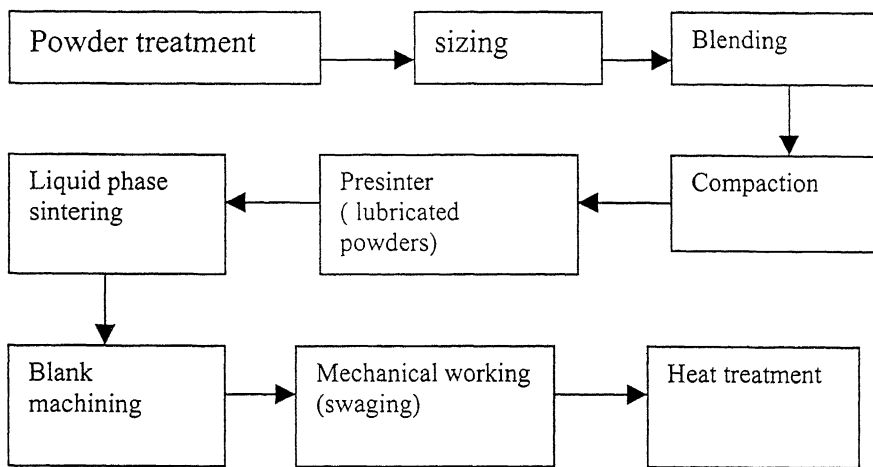 Powder treatment
sizing
Blending
Compaction
Presinter
( lubricated
powders)
Liquid phase
sintering
Blank
machining
Mechanical working
(swaging)
Heat treatment